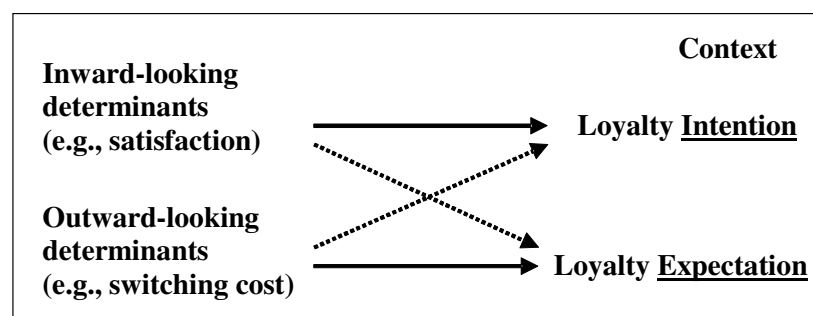 Context
Inward-looking
determinants
(e.g., satisfaction)
Loyalty Intention
Outward-looking
determinants
(e.g., switching cost)
Loyalty Expectation